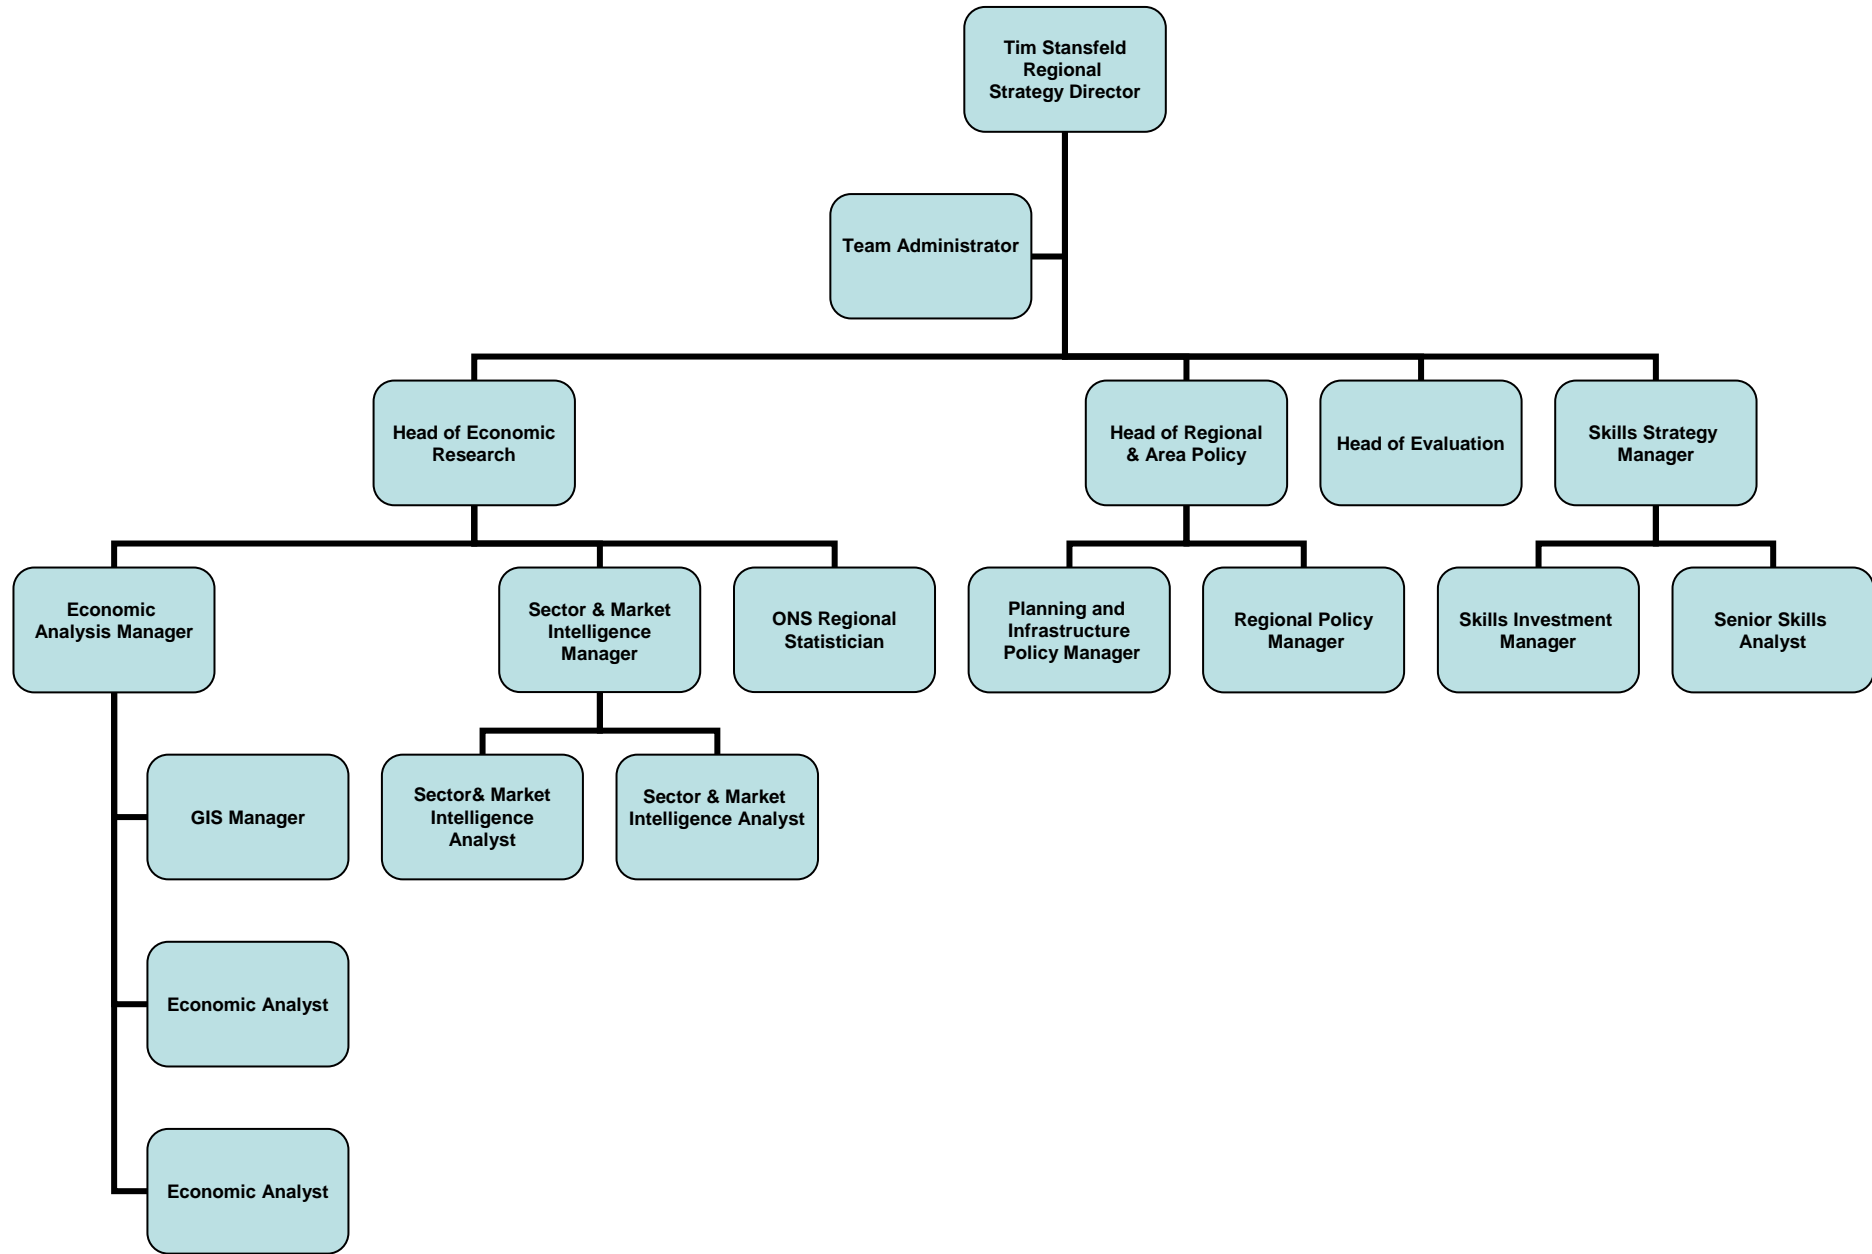 Tim Stansfeld
Regional
Strategy Director
Team Administrator
Head of Economic
Research
Head of Regional
& Area Policy
Head of Evaluation
Skills Strategy
Manager
Economic
Analysis Manager
Sector & Market
Intelligence
Manager
ONS Regional
Statistician
Planning and
Infrastructure
Policy Manager
Regional Policy
Manager
Skills Investment
Manager
Senior Skills
Analyst
GIS Manager
Sector& Market
Intelligence
Analyst
Sector & Market
Intelligence Analyst
Economic Analyst
Economic Analyst